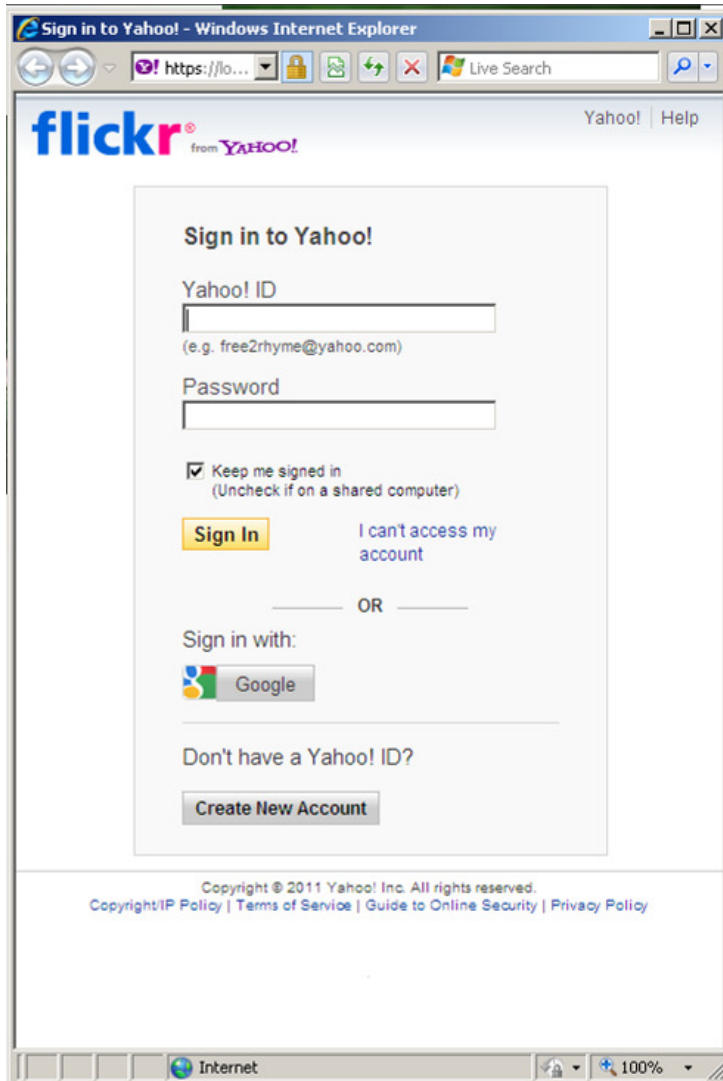 Sign in to Yahoo! - Windows Internet Explorer
https://lo... Live Search
Yahoo! | Help
flickr® from YAHOO!
Sign in to Yahoo!
Yahoo! ID
(e.g. free2rhyme@yahoo.com)
Password
Keep me signed in
(Uncheck if on a shared computer)
Sign In
I can't access my
account
OR
Sign in with:
Google
Don't have a Yahoo! ID?
Create New Account
Copyright © 2011 Yahoo! Inc. All rights reserved.
Copyright/IP Policy | Terms of Service | Guide to Online Security | Privacy Policy
Internet 100%